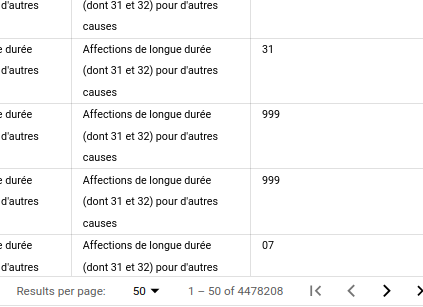 d'autres (dont 31 et 32) pour d'autres
causes
e durée Affections de longue durée 31
d'autres (dont 31 et 32) pour d'autres
causes
e durée Affections de longue durée 999
d'autres (dont 31 et 32) pour d'autres
causes
e durée Affections de longue durée 999
d'autres (dont 31 et 32) pour d'autres
causes
e durée Affections de longue durée 07
d'autres (dont 31 et 32) pour d'autres
Results per page: 50 1 – 50 of 4478208